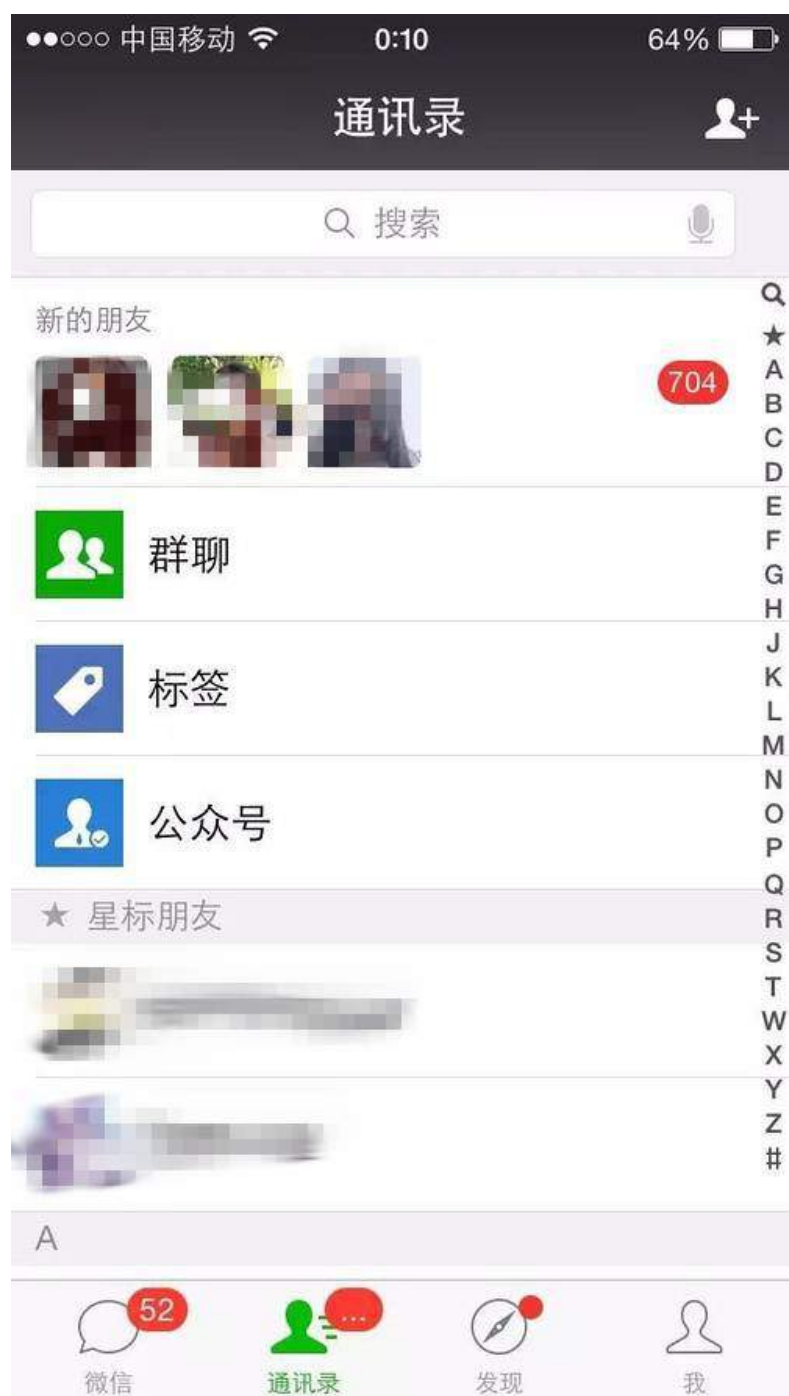 中国移动 0:10 64%
通讯录
搜索
新的朋友
704
群聊
标签
公众号
★ 星标朋友
A
52
...
微信 通讯录 发现 我
★
A
B
C
D
E
F
G
H
J
K
L
M
N
O
P
Q
R
S
T
W
X
Y
Z
#